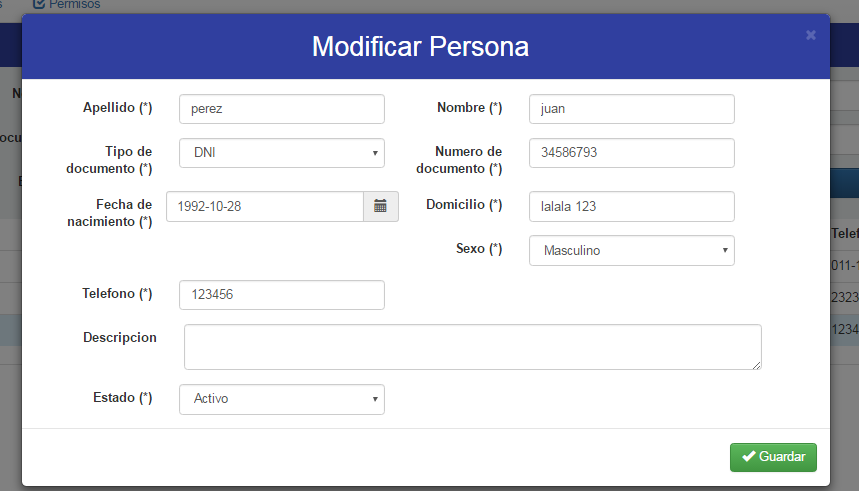 Permisos
Modificar Persona
×
Apellido (*) perez Nombre (*) juan
Tipo de documento (*) DNI Numero de documento (*) 34586793
Fecha de nacimiento (*) 1992-10-28 Domicilio (*) lalala 123
Sexo (*) Masculino
Telefono (*) 123456
Descripcion
Estado (*) Activo
Guardar
Telef
011-1
2323
1234